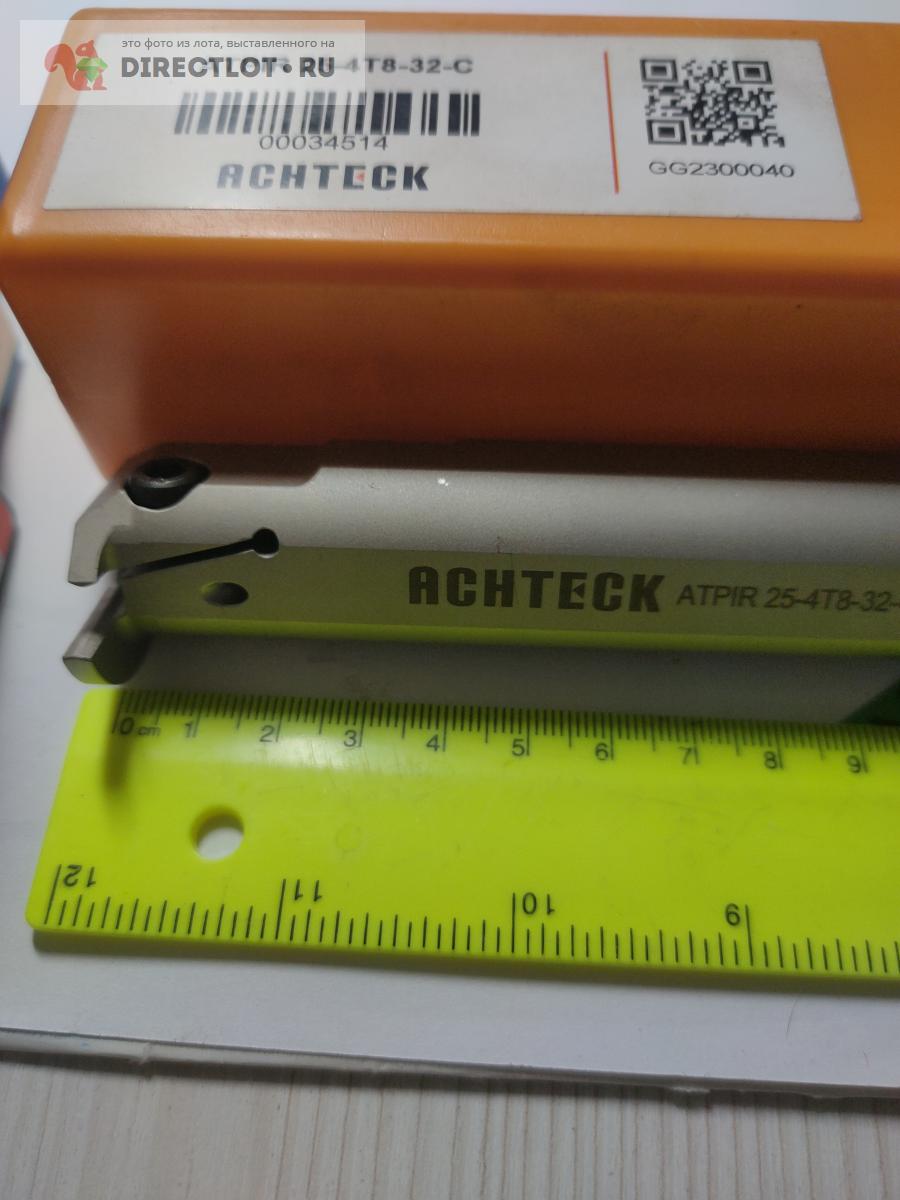 это фото из лота, выставленного на
DIRECTLOT.RU
4T8-32-C
00034514
ACHTECK
GG2300040
ACHTECK ATPIR 25-4T8-32-
0 cm 1 2 3 4 5 6 7 8 9
12 11 10 9